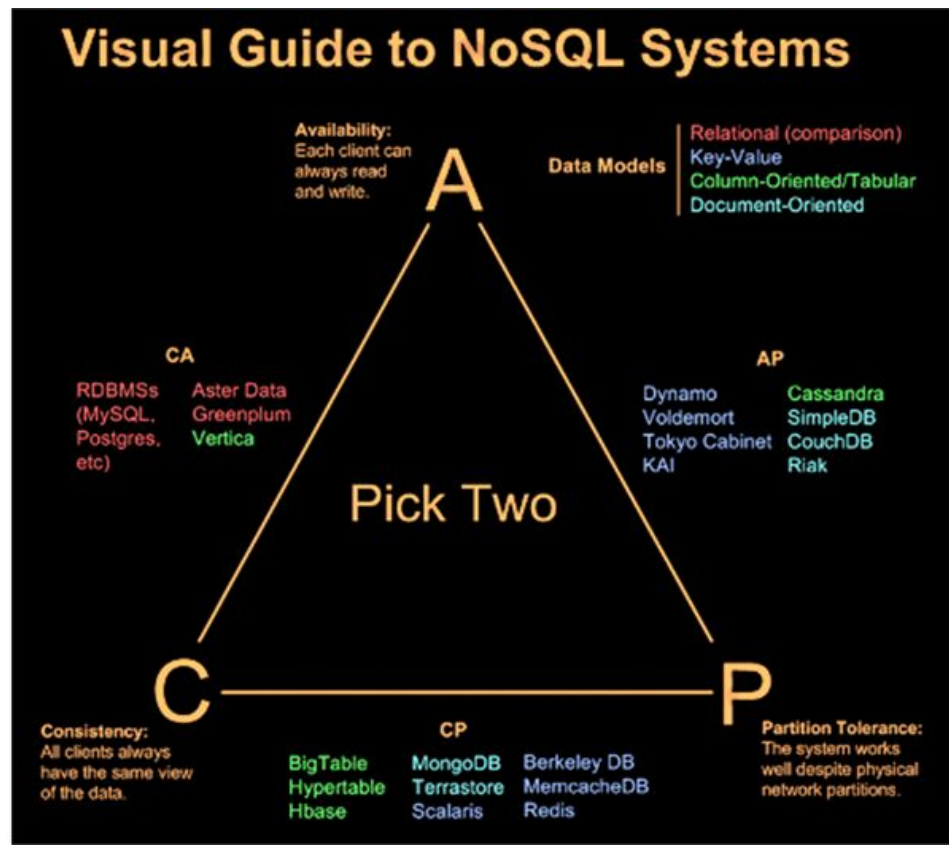 Visual Guide to NoSQL Systems
Availability:
Each client can
always read
and write.
A
Data Models
Relational (comparison)
Key-Value
Column-Oriented/Tabular
Document-Oriented
CA
RDBMSs
(MySQL,
Postgres,
etc)
Aster Data
Greenplum
Vertica
AP
Dynamo
Voldemort
Tokyo Cabinet
KAI
Cassandra
SimpleDB
CouchDB
Riak
Pick Two
C
P
Consistency:
All clients always
have the same view
of the data.
CP
BigTable
Hypertable
Hbase
MongoDB
Terrastore
Scalaris
Berkeley DB
MemcacheDB
Redis
Partition Tolerance:
The system works
well despite physical
network partitions.